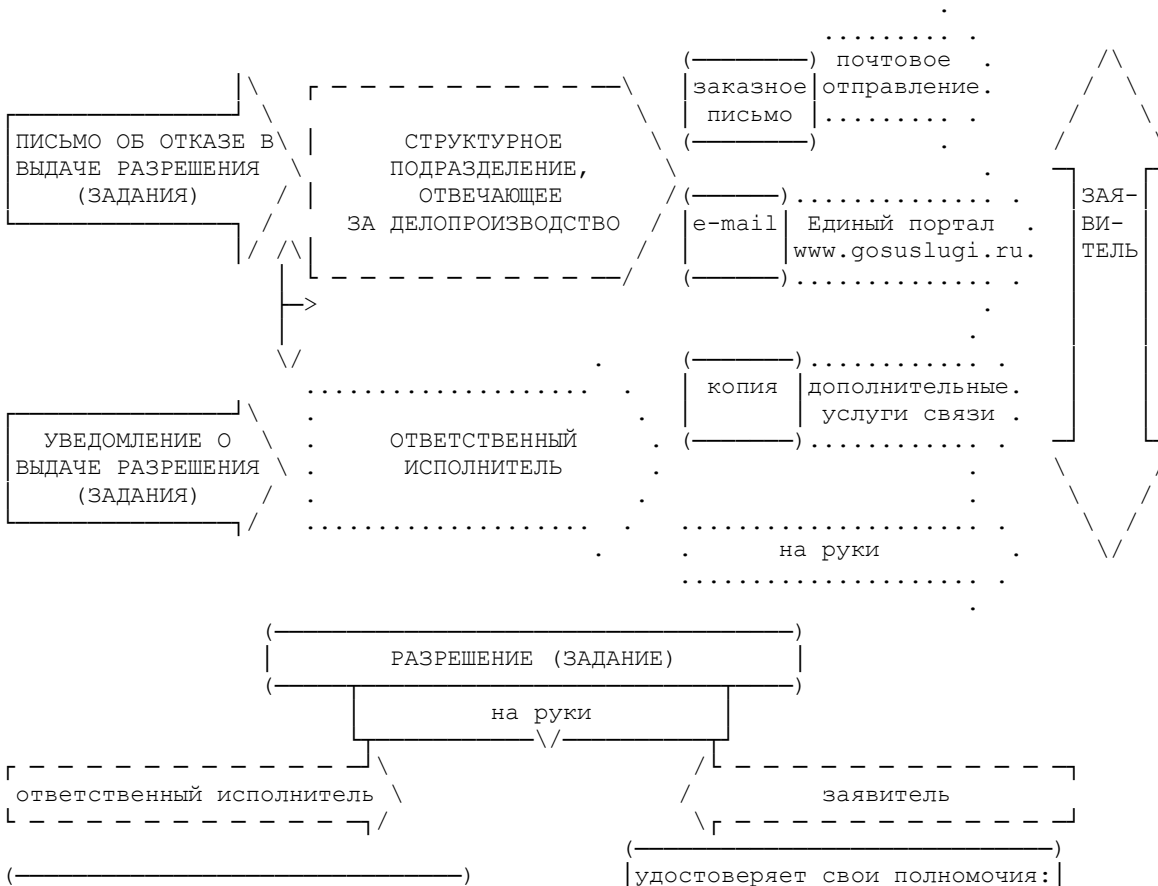 заказное
письмо
почтовое
отправление
ПИСЬМО ОБ ОТКАЗЕ В
ВЫДАЧЕ РАЗРЕШЕНИЯ
(ЗАДАНИЯ)
СТРУКТУРНОЕ
ПОДРАЗДЕЛЕНИЕ,
ОТВЕЧАЮЩЕЕ
ЗА ДЕЛОПРОИЗВОДСТВО
e-mail
Единый портал
www.gosuslugi.ru.
ЗАЯ-
ВИ-
ТЕЛЬ
копия
дополнительные
услуги связи
УВЕДОМЛЕНИЕ О
ВЫДАЧЕ РАЗРЕШЕНИЯ
(ЗАДАНИЯ)
ОТВЕТСТВЕННЫЙ
ИСПОЛНИТЕЛЬ
на руки
РАЗРЕШЕНИЕ (ЗАДАНИЕ)
на руки
ответственный исполнитель
заявитель
удостоверяет свои полномочия: